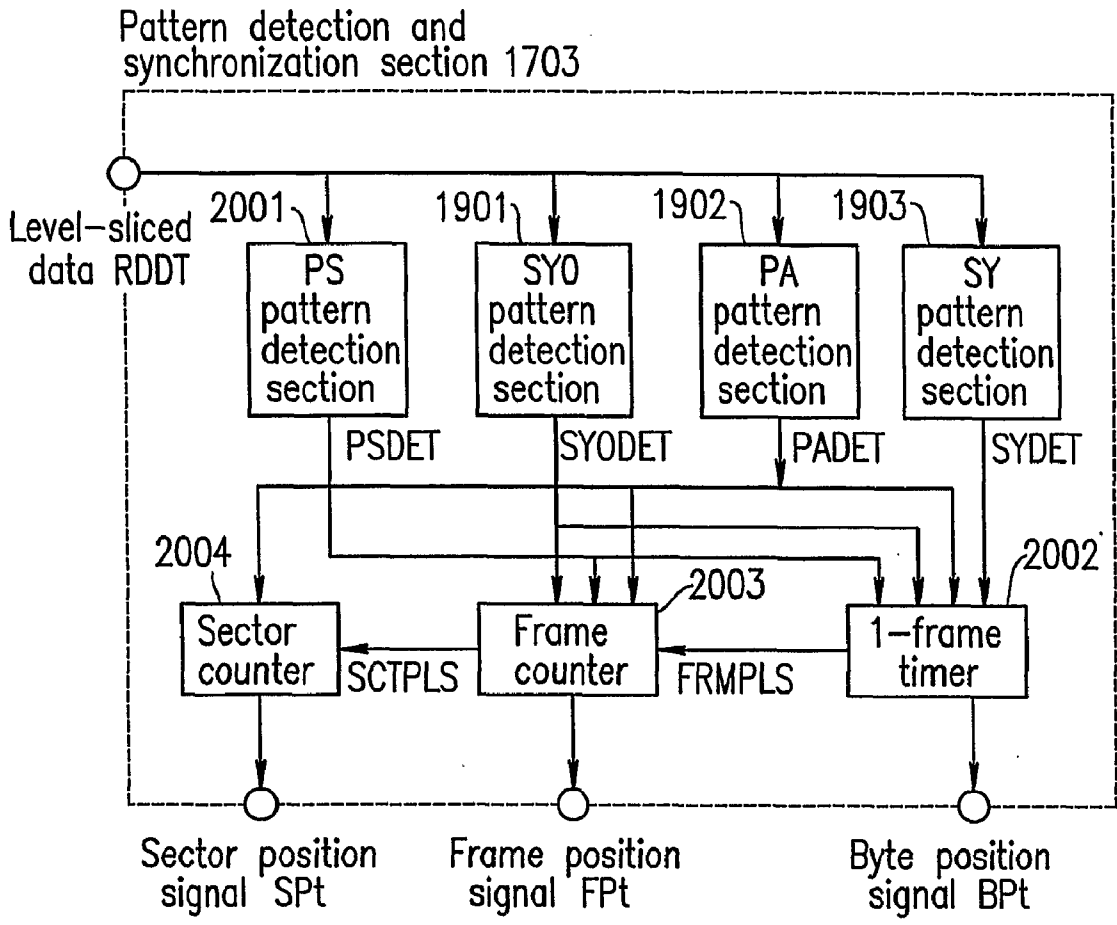 Pattern detection and
synchronization section 1703
Level-sliced
data RDDT
2001
1901
1902
1903
PS
pattern
detection
section
SY0
pattern
detection
section
PA
pattern
detection
section
SY
pattern
detection
section
PSDET
SY0DET
PADET
SYDET
2004
2003
2002
Sector
counter
SCTPLS
Frame
counter
FRMPLS
1-frame
timer
Sector position
signal SPt
Frame position
signal FPt
Byte position
signal BPt